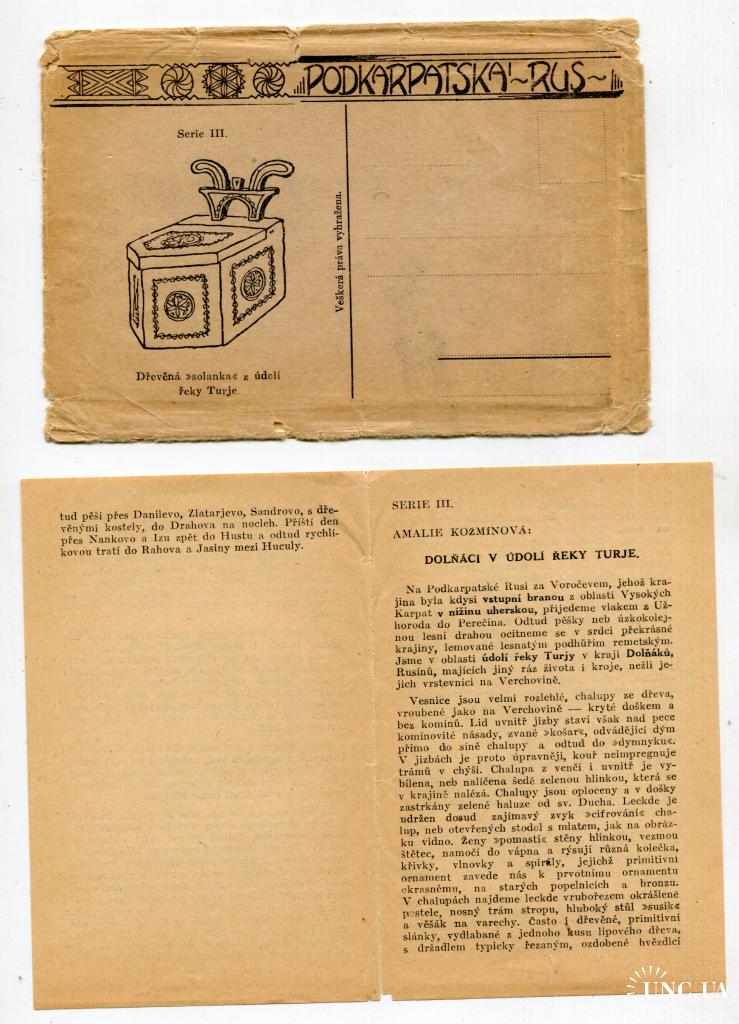 PODKARPATSKÁ ~ RUS ~
Serie III.
Veškerá práva vyhražena.
Dřevěná »solanka« z údolí
řeky Turje.
tud pěší přes Danilevo, Zlatarjevo, Sandrovo, s dře-
věnými kostely, do Drahova na nocleh. Příští den
přes Nankovo a Izu zpět do Hustu a odtud rychlí-
kovou tratí do Rahova a Jasiny mezi Huculy.
SERIE III.
AMALIE KOŽMÍNOVÁ:
DOLŇÁCI V ÚDOLÍ ŘEKY TURJE.
Na Podkarpatské Rusi za Voročevem, jehož kra-
jina byla kdysi vstupní branou z oblasti Vysokých
Karpat v nížinu uherskou, přijedeme vlakem z Už-
horoda do Perečína. Odtud pěšky neb úzkokolej-
nou lesní drahou ocitneme se v srdci překrásné
krajiny, lemované lesnatým podhůřím remetským.
Jsme v oblasti údolí řeky Turjy v kraji Dolňáků,
Rusínů, majících jiný ráz života i kroje, nežli je-
jich vrstevníci na Verchovině.
Vesnice jsou velmi rozlehlé, chalupy ze dřeva,
vroubené jako na Verchovině — kryté doškem a
bez komínů. Lid uvnitř jizby staví však nad pece
komínovité násady, zvané »košar«, odvádějící dým
přímo do síně chalupy a odtud do »dymnyku«.
V jizbách je proto úpravněji, kouř neimpregnuje
trámů v chýši. Chalupa z venčí i uvnitř je vy-
bílena, neb nalíčena šedě zelenou hlinkou, která se
v krajině nalézá. Chalupy jsou oploceny a v došky
zastrkány zelené haluze od sv. Ducha. Leckde je
udržen dosud zajímavý zvyk »cifrování« cha-
lup, neb otevřených stodol s mlatem, jak na obráz-
ku vidno. Ženy »pomastí« stěny hlinkou, vezmou
štětec, namočí do vápna a rýsují různá kolečka,
křivky, vlnovky a spirály, jejichž primitivní
ornament zavede nás k prvotnímu ornamentu
okrasnému, na starých popelnicích a bronzu.
V chalupách najdeme leckde vrubořezem okrášlené
postele, nosný trám stropu, hluboký stůl »susik«
a věšák na varechy. Často i dřevěné, primitivní
slánky, vydlabané z jednoho kusu lípového dřeva,
s držadlem typicky řezaným, ozdobené hvězdicí
UNC.UA